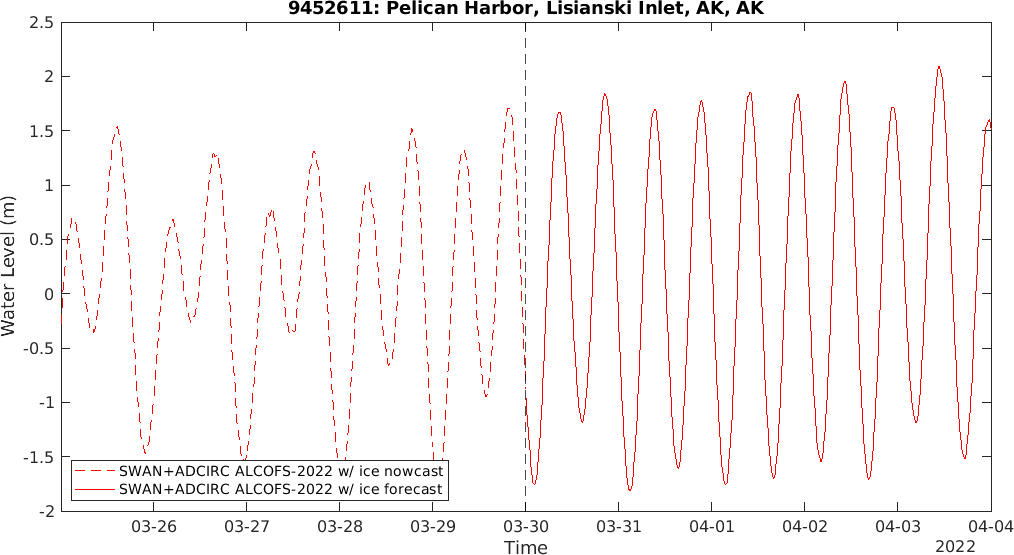 9452611: Pelican Harbor, Lisianski Inlet, AK, AK
2.5
2
1.5
1
0.5
0
-0.5
-1
-1.5
-2
Water Level (m)
SWAN+ADCIRC ALCOFS-2022 w/ ice nowcast
SWAN+ADCIRC ALCOFS-2022 w/ ice forecast
03-26 03-27 03-28 03-29 03-30 03-31 04-01 04-02 04-03 04-04
Time
2022